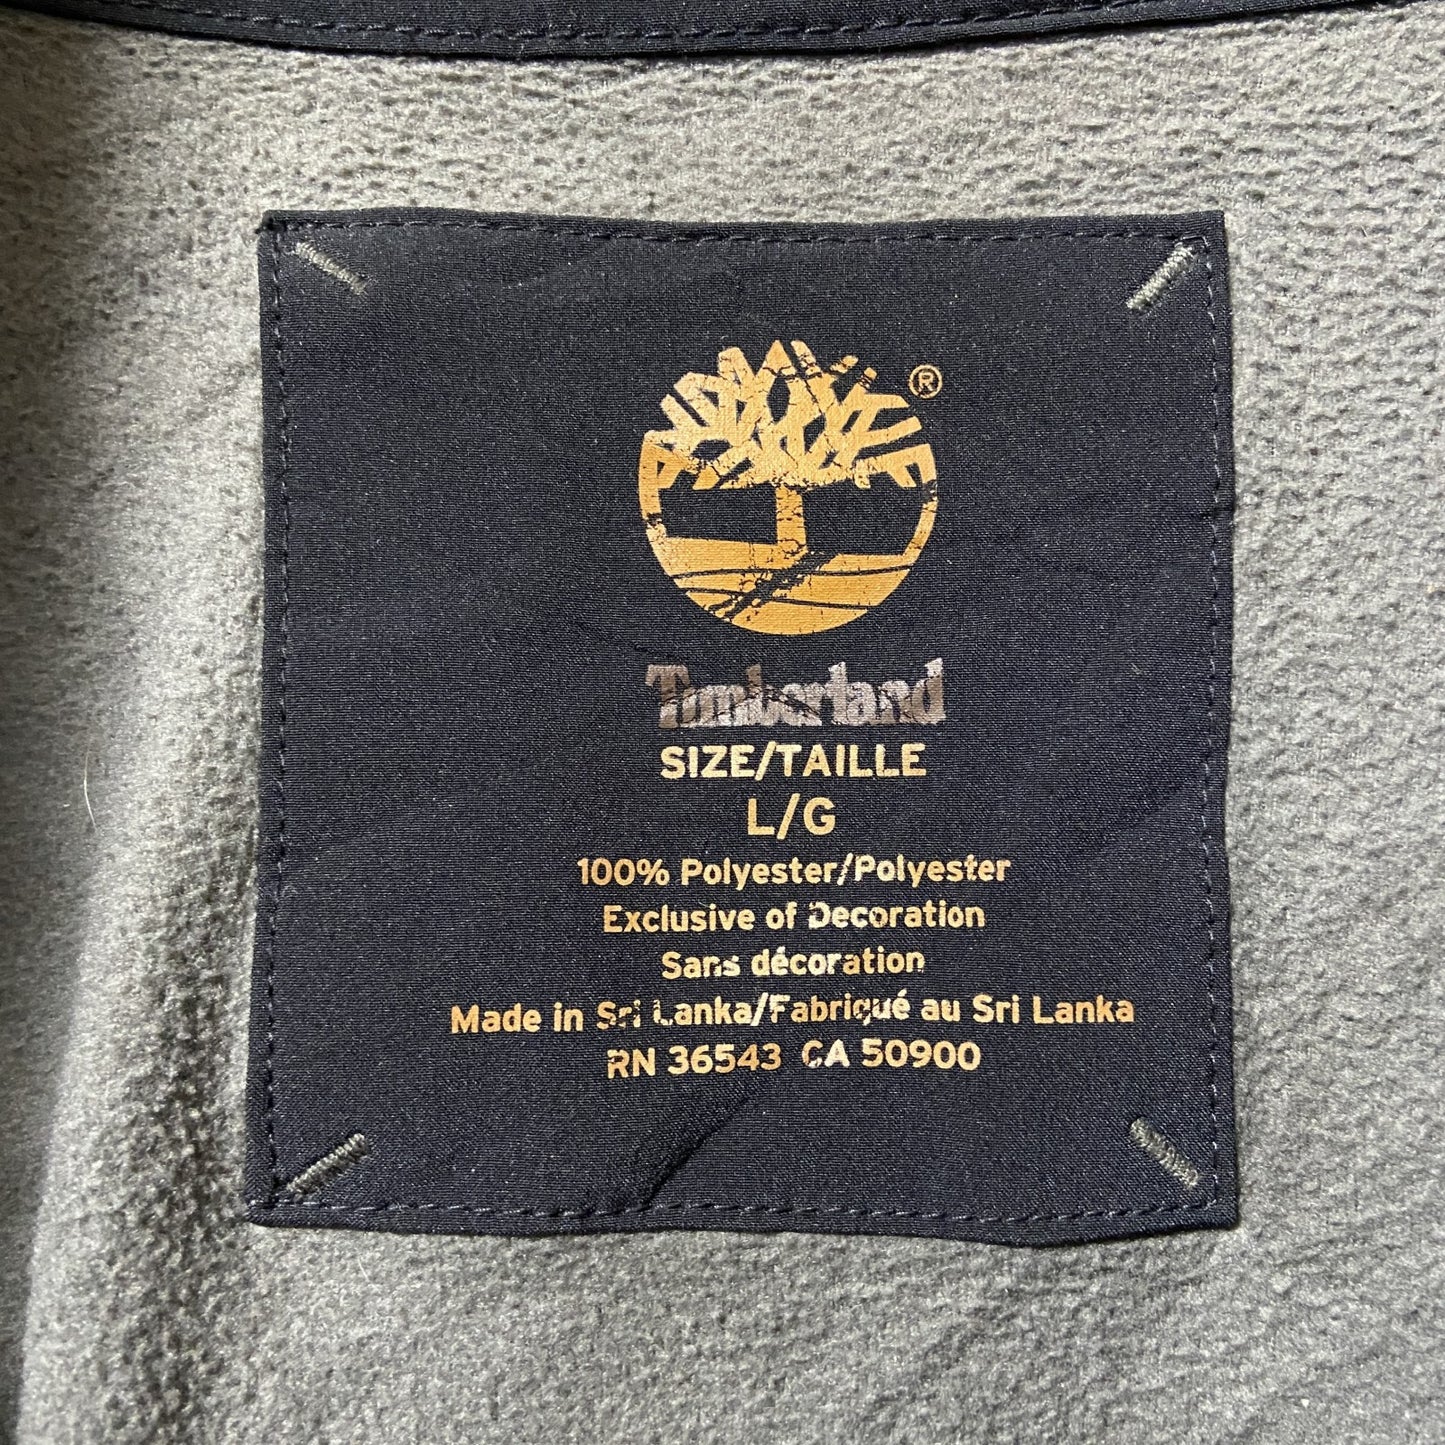 ®
Timberland
SIZE/TAILLE
L/G
100% Polyester/Polyester
Exclusive of Decoration
Sans décoration
Made in Sri Lanka/Fabriqué au Sri Lanka
RN 36543 CA 50900